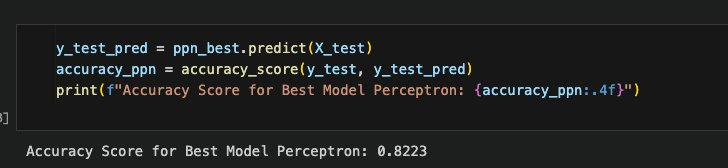 y_test_pred = ppn_best.predict(X_test)
accuracy_ppn = accuracy_score(y_test, y_test_pred)
print(f"Accuracy Score for Best Model Perceptron: {accuracy_ppn:.4f}")
]
Accuracy Score for Best Model Perceptron: 0.8223